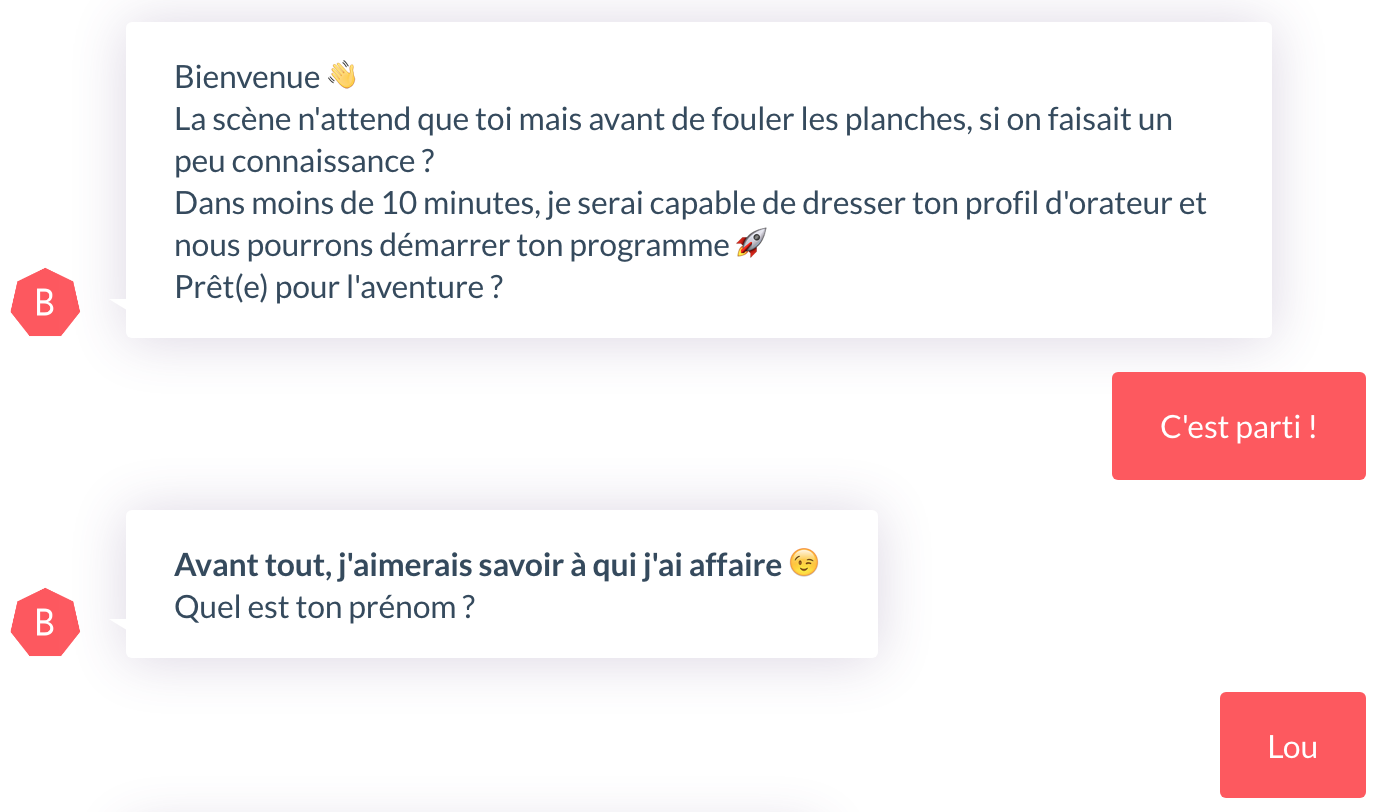 Bienvenue 👋
La scène n'attend que toi mais avant de fouler les planches, si on faisait un
peu connaissance ?
Dans moins de 10 minutes, je serai capable de dresser ton profil d'orateur et
nous pourrons démarrer ton programme 🚀
Prêt(e) pour l'aventure ?
B
C'est parti !
Avant tout, j'aimerais savoir à qui j'ai affaire 😉
Quel est ton prénom ?
B
Lou